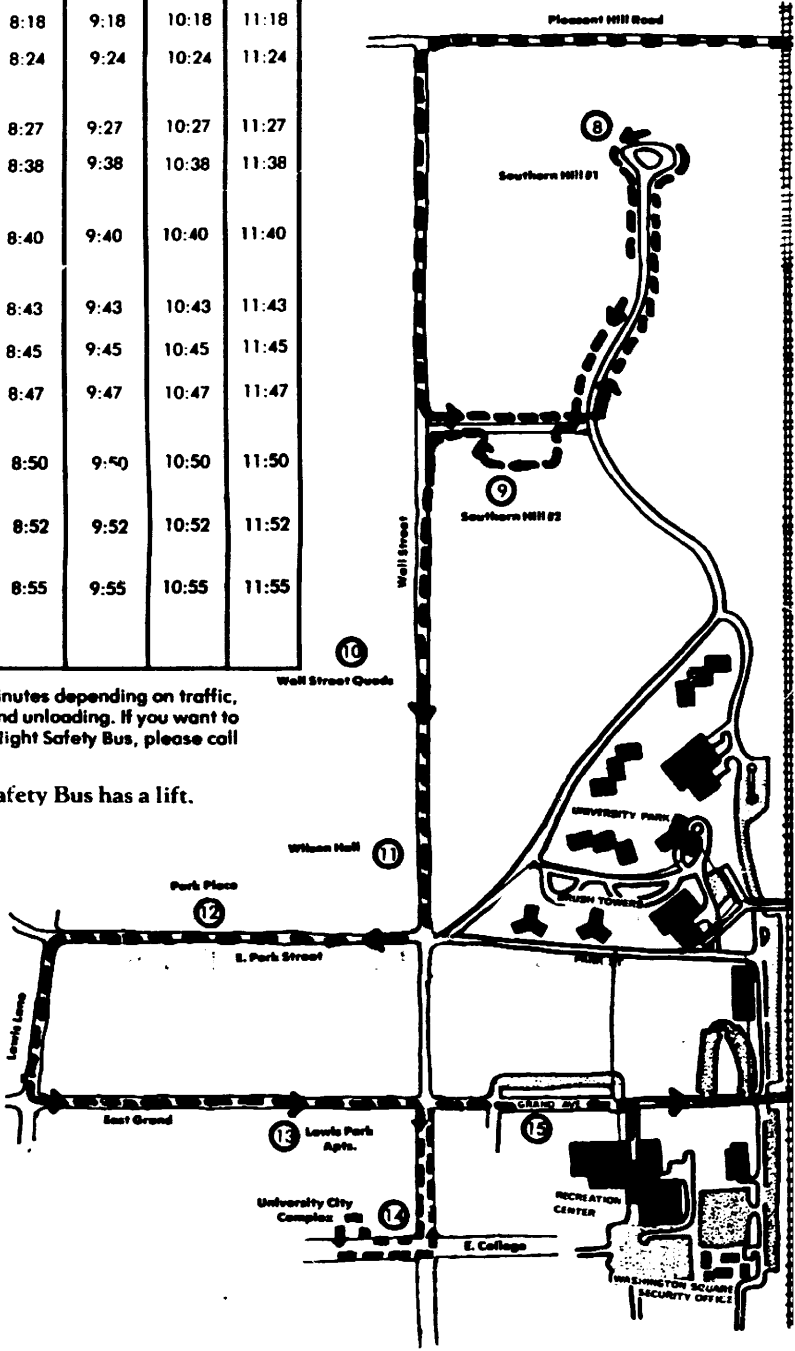 8:18 9:18 10:18 11:18
8:24 9:24 10:24 11:24
8:27 9:27 10:27 11:27
8:38 9:38 10:38 11:38
8:40 9:40 10:40 11:40
8:43 9:43 10:43 11:43
8:45 9:45 10:45 11:45
8:47 9:47 10:47 11:47
8:50 9:50 10:50 11:50
8:52 9:52 10:52 11:52
8:55 9:55 10:55 11:55
inutes depending on traffic,
nd unloading. If you want to
Right Safety Bus, please call
afety Bus has a lift.
Pleasant Hill Road
8
Southern Hill #1
9
Southern Hill #2
Wall Street
10
Wall Street Quads
UNIVERSITY PARK
Wilson Hall
11
Park Place
12
BRUSH TOWERS
E. Park Street
PARK ST
Lewis Lane
East Grand
GRAND AVE
13
Lewis Park
Apts.
15
University City
Complex
14
E. College
RECREATION
CENTER
WASHINGTON SQUARE
SECURITY OFFICE